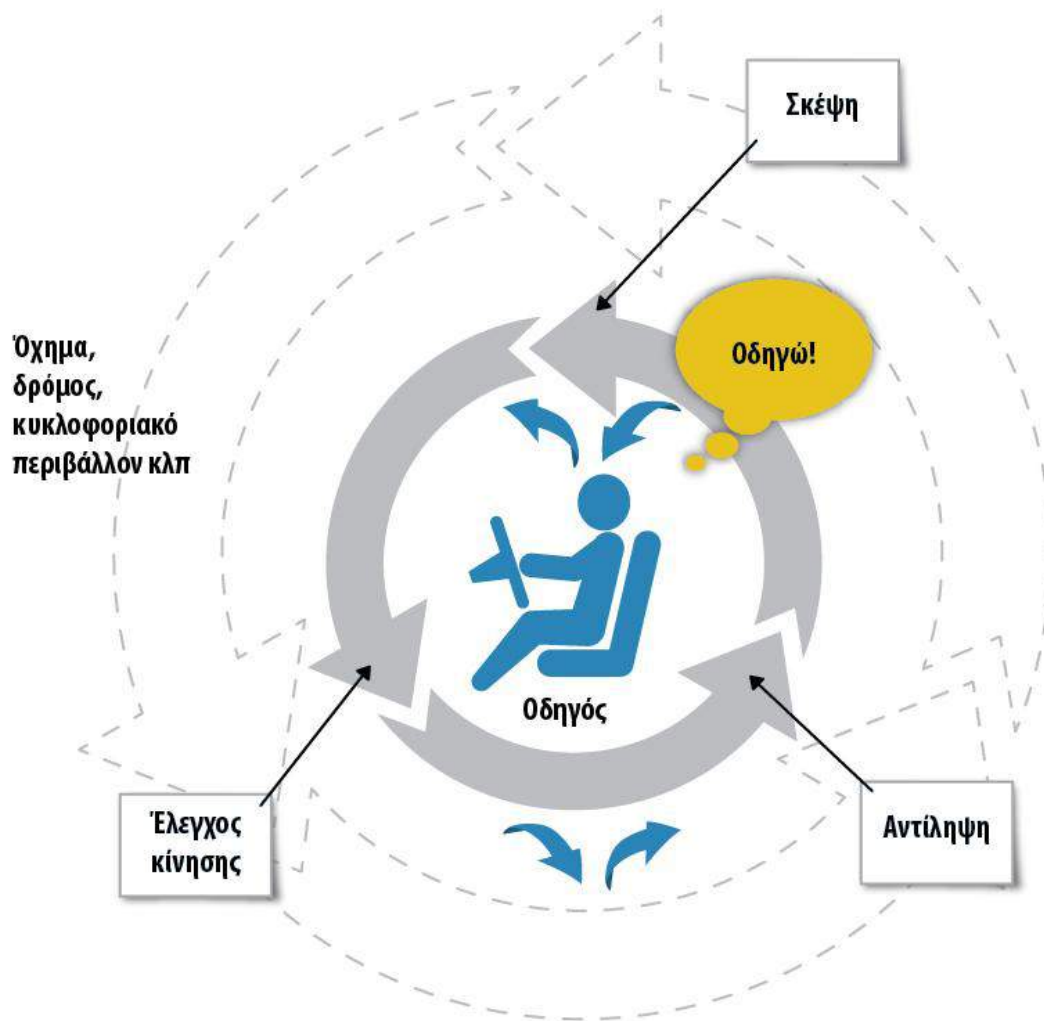 Σκέψη
Οδηγώ!
Όχημα,
δρόμος,
κυκλοφοριακό
περιβάλλον κλπ
Οδηγός
Έλεγχος
κίνησης
Αντίληψη